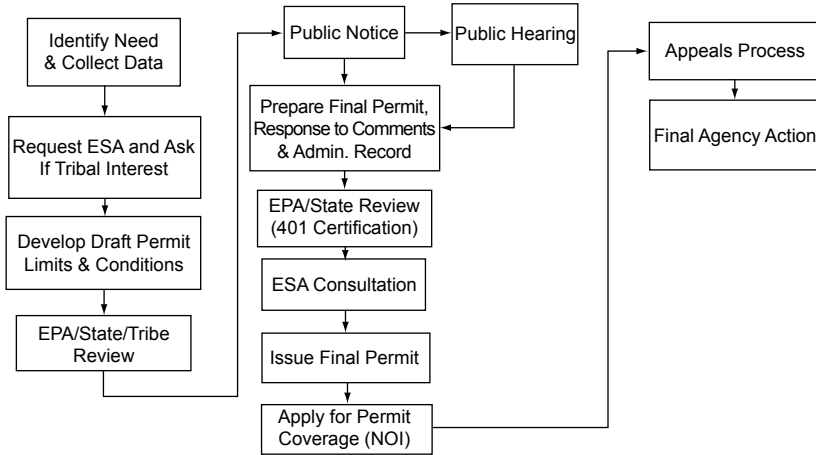 Identify Need
& Collect Data
Request ESA and Ask
If Tribal Interest
Develop Draft Permit
Limits & Conditions
EPA/State/Tribe
Review
Public Notice
Public Hearing
Prepare Final Permit,
Response to Comments
& Admin. Record
EPA/State Review
(401 Certification)
ESA Consultation
Issue Final Permit
Apply for Permit
Coverage (NOI)
Appeals Process
Final Agency Action